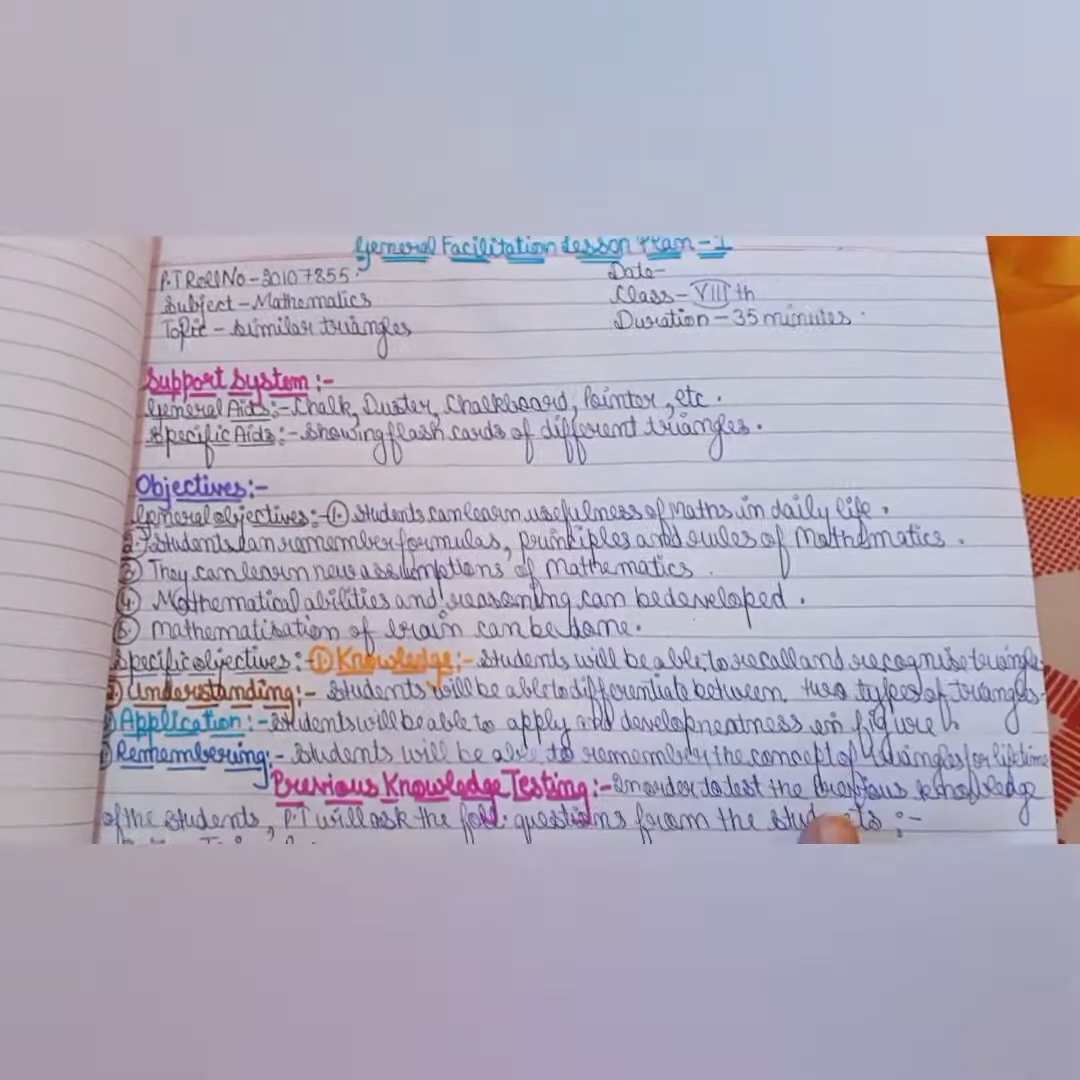 General Facilitation Lesson Plan - 1
P.T Roll No - 20107855.
Date -
Subject - Mathematics
Class - VIIIth
Topic - Similar triangles
Duration - 35 minutes.
Support System :-
General Aids :- Chalk, Duster, Chalkboard, Pointer, etc.
Specific Aids :- Showing flash cards of different triangles.
Objectives :-
General objectives :- ① Students can learn usefulness of Maths in daily life.
② Students can remember formulas, principles and rules of Mathematics.
③ They can learn new assumptions of Mathematics.
④ Mathematical abilities and reasoning can be developed.
⑤ Mathematisation of brain can be done.
Specific objectives :- ① Knowledge :- Students will be able to recall and recognise triangle
② Understanding :- Students will be able to differentiate between two types of triangles.
Application :- Students will be able to apply and develop neatness in figure
Remembering :- Students will be able to remember the concept of triangles for lifetime
Previous Knowledge Testing :- In order to test the previous knowledge
of the students, P.T will ask the foll. questions from the students :-